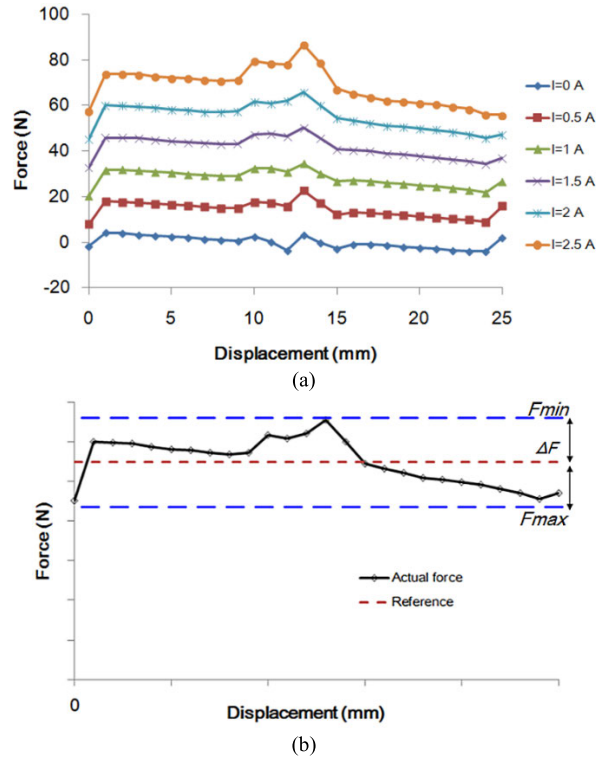 100
80
60
40
20
0
-20
Force (N)
0 5 10 15 20 25
Displacement (mm)
I=0 A
I=0.5 A
I=1 A
I=1.5 A
I=2 A
I=2.5 A
(a)
Fmin
ΔF
Fmax
Force (N)
Actual force
Reference
0
Displacement (mm)
(b)